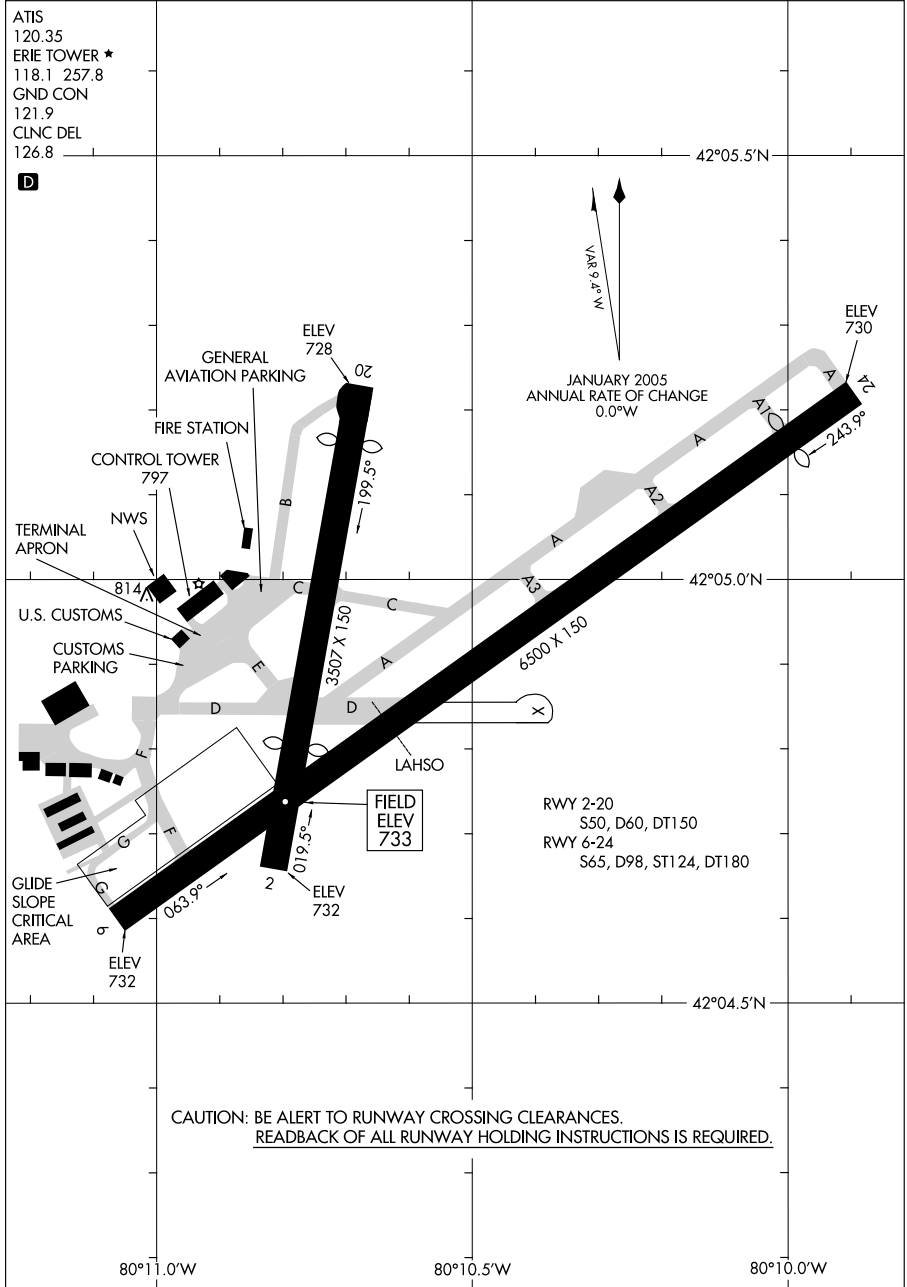 ATIS
120.35
ERIE TOWER ★
118.1 257.8
GND CON
121.9
CLNC DEL
126.8
42°05.5'N
D
VAR 9.4° W
JANUARY 2005
ANNUAL RATE OF CHANGE
0.0°W
ELEV
730
ELEV
728
20
GENERAL
AVIATION PARKING
A
24
A1
243.9°
A
FIRE STATION
CONTROL TOWER
797
199.5°
A2
B
NWS
TERMINAL
APRON
A
42°05.0'N
814
C
A3
C
U.S. CUSTOMS
3507 X 150
6500 X 150
CUSTOMS
PARKING
E
A
D
D
X
F
LAHSO
FIELD
ELEV
733
RWY 2-20
S50, D60, DT150
RWY 6-24
S65, D98, ST124, DT180
F
G
019.5°
GLIDE
SLOPE
CRITICAL
AREA
G
063.9°
2
ELEV
732
6
ELEV
732
42°04.5'N
CAUTION: BE ALERT TO RUNWAY CROSSING CLEARANCES.
READBACK OF ALL RUNWAY HOLDING INSTRUCTIONS IS REQUIRED.
80°11.0'W
80°10.5'W
80°10.0'W